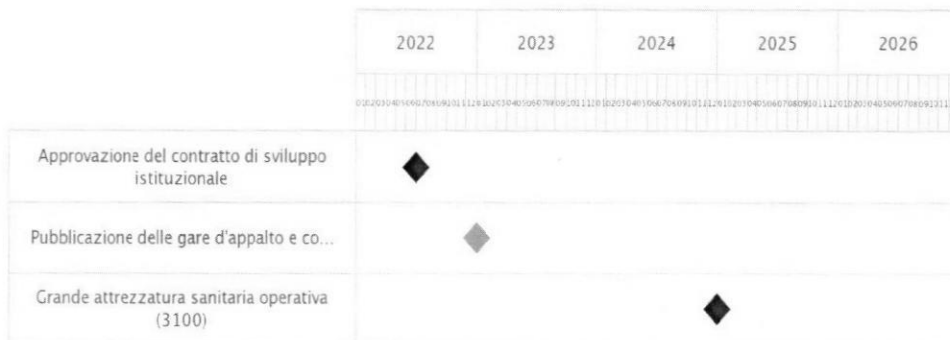 2022 2023 2024 2025 2026
Approvazione del contratto di sviluppo
istituzionale
Pubblicazione delle gare d'appalto e co...
Grande attrezzatura sanitaria operativa
(3100)